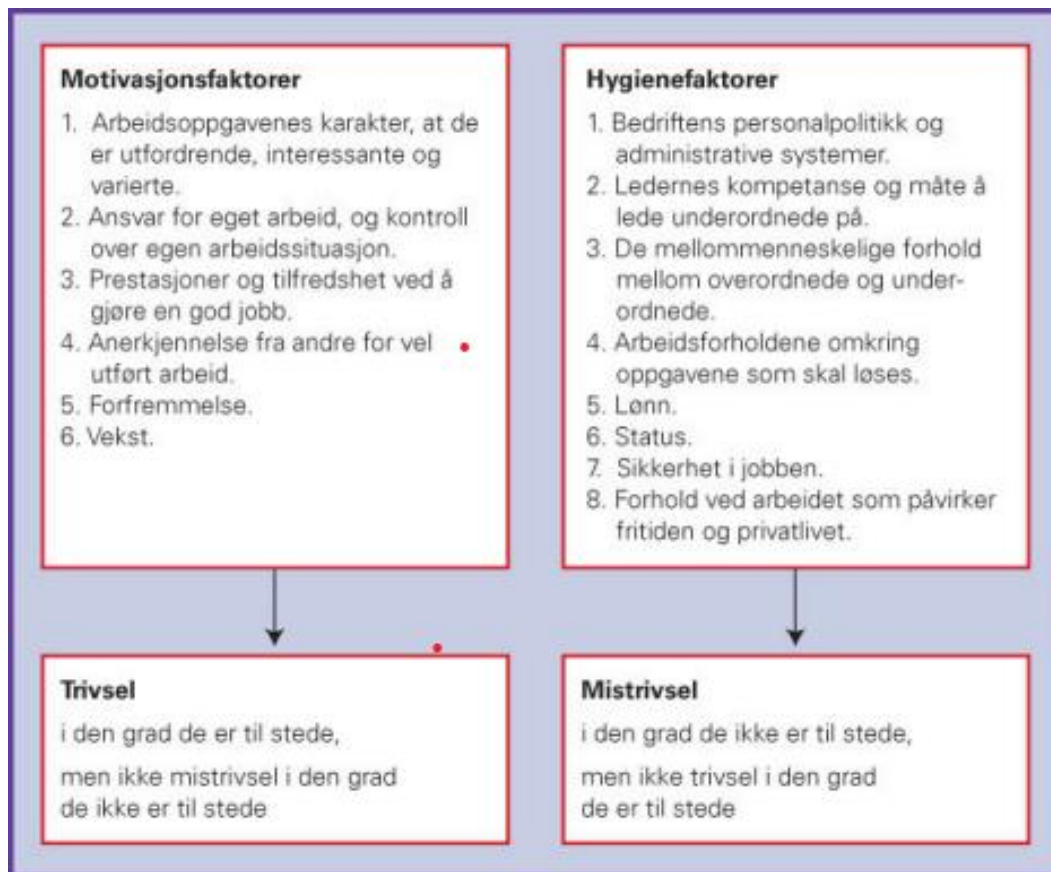 Motivasjonsfaktorer
1. Arbeidsoppgavenes karakter, at de
er utfordrende, interessante og
varierte.
2. Ansvar for eget arbeid, og kontroll
over egen arbeidssituasjon.
3. Prestasjoner og tilfredshet ved å
gjøre en god jobb.
4. Anerkjennelse fra andre for vel
utført arbeid.
5. Forfremmelse.
6. Vekst.
Hygienefaktorer
1. Bedriftens personalpolitikk og
administrative systemer.
2. Ledernes kompetanse og måte å
lede underordnede på.
3. De mellommenneskelige forhold
mellom overordnede og under-
ordnede.
4. Arbeidsforholdene omkring
oppgavene som skal løses.
5. Lønn.
6. Status.
7. Sikkerhet i jobben.
8. Forhold ved arbeidet som påvirker
fritiden og privatlivet.
Trivsel
i den grad de er til stede,
men ikke mistrivsel i den grad
de ikke er til stede
Mistrivsel
i den grad de ikke er til stede,
men ikke trivsel i den grad
de er til stede